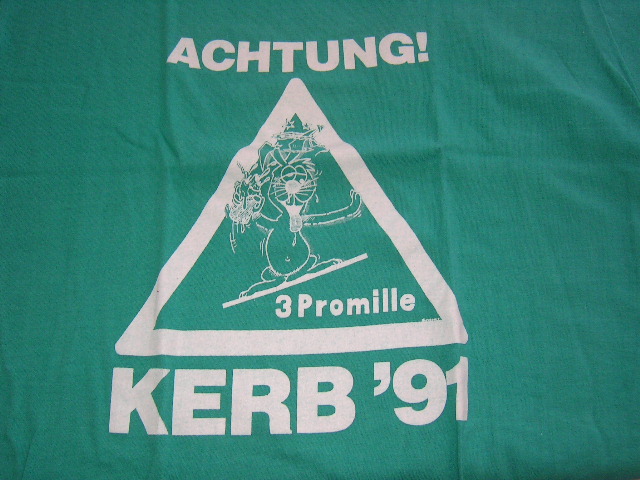 ACHTUNG!
3 Promille
KERB '91